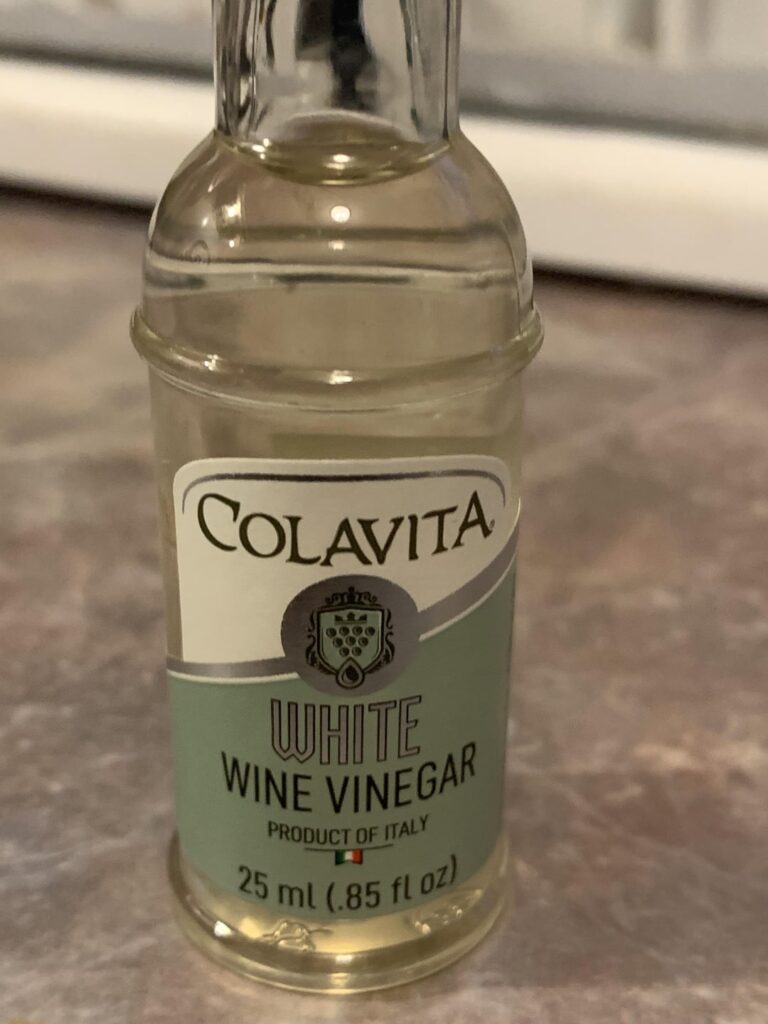 COLAVITA
WHITE
WINE VINEGAR
PRODUCT OF ITALY
25 ml (.85 fl oz)